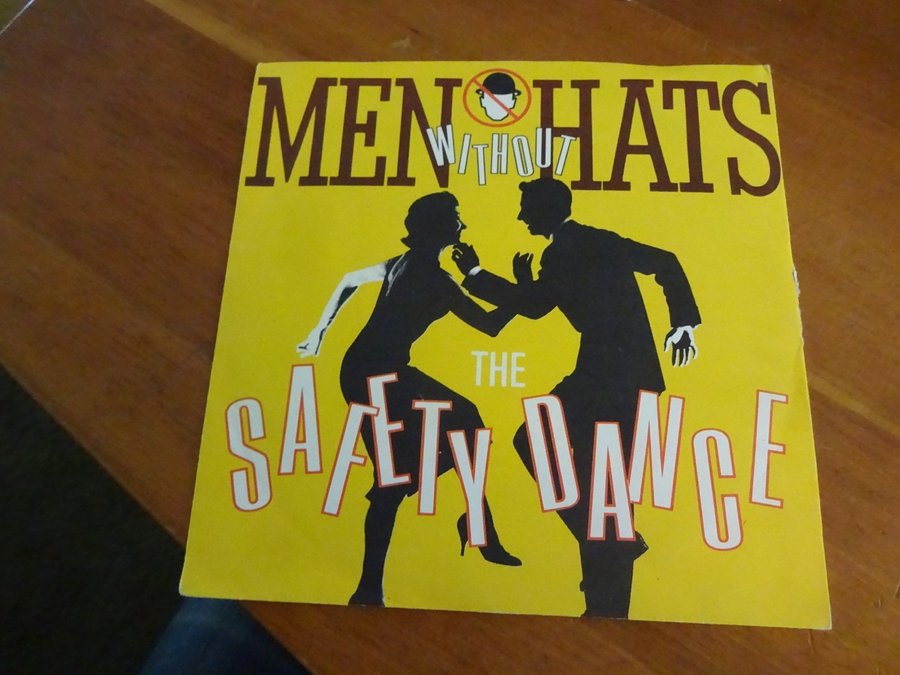 MEN WITHOUT HATS
THE
SAFETY DANCE